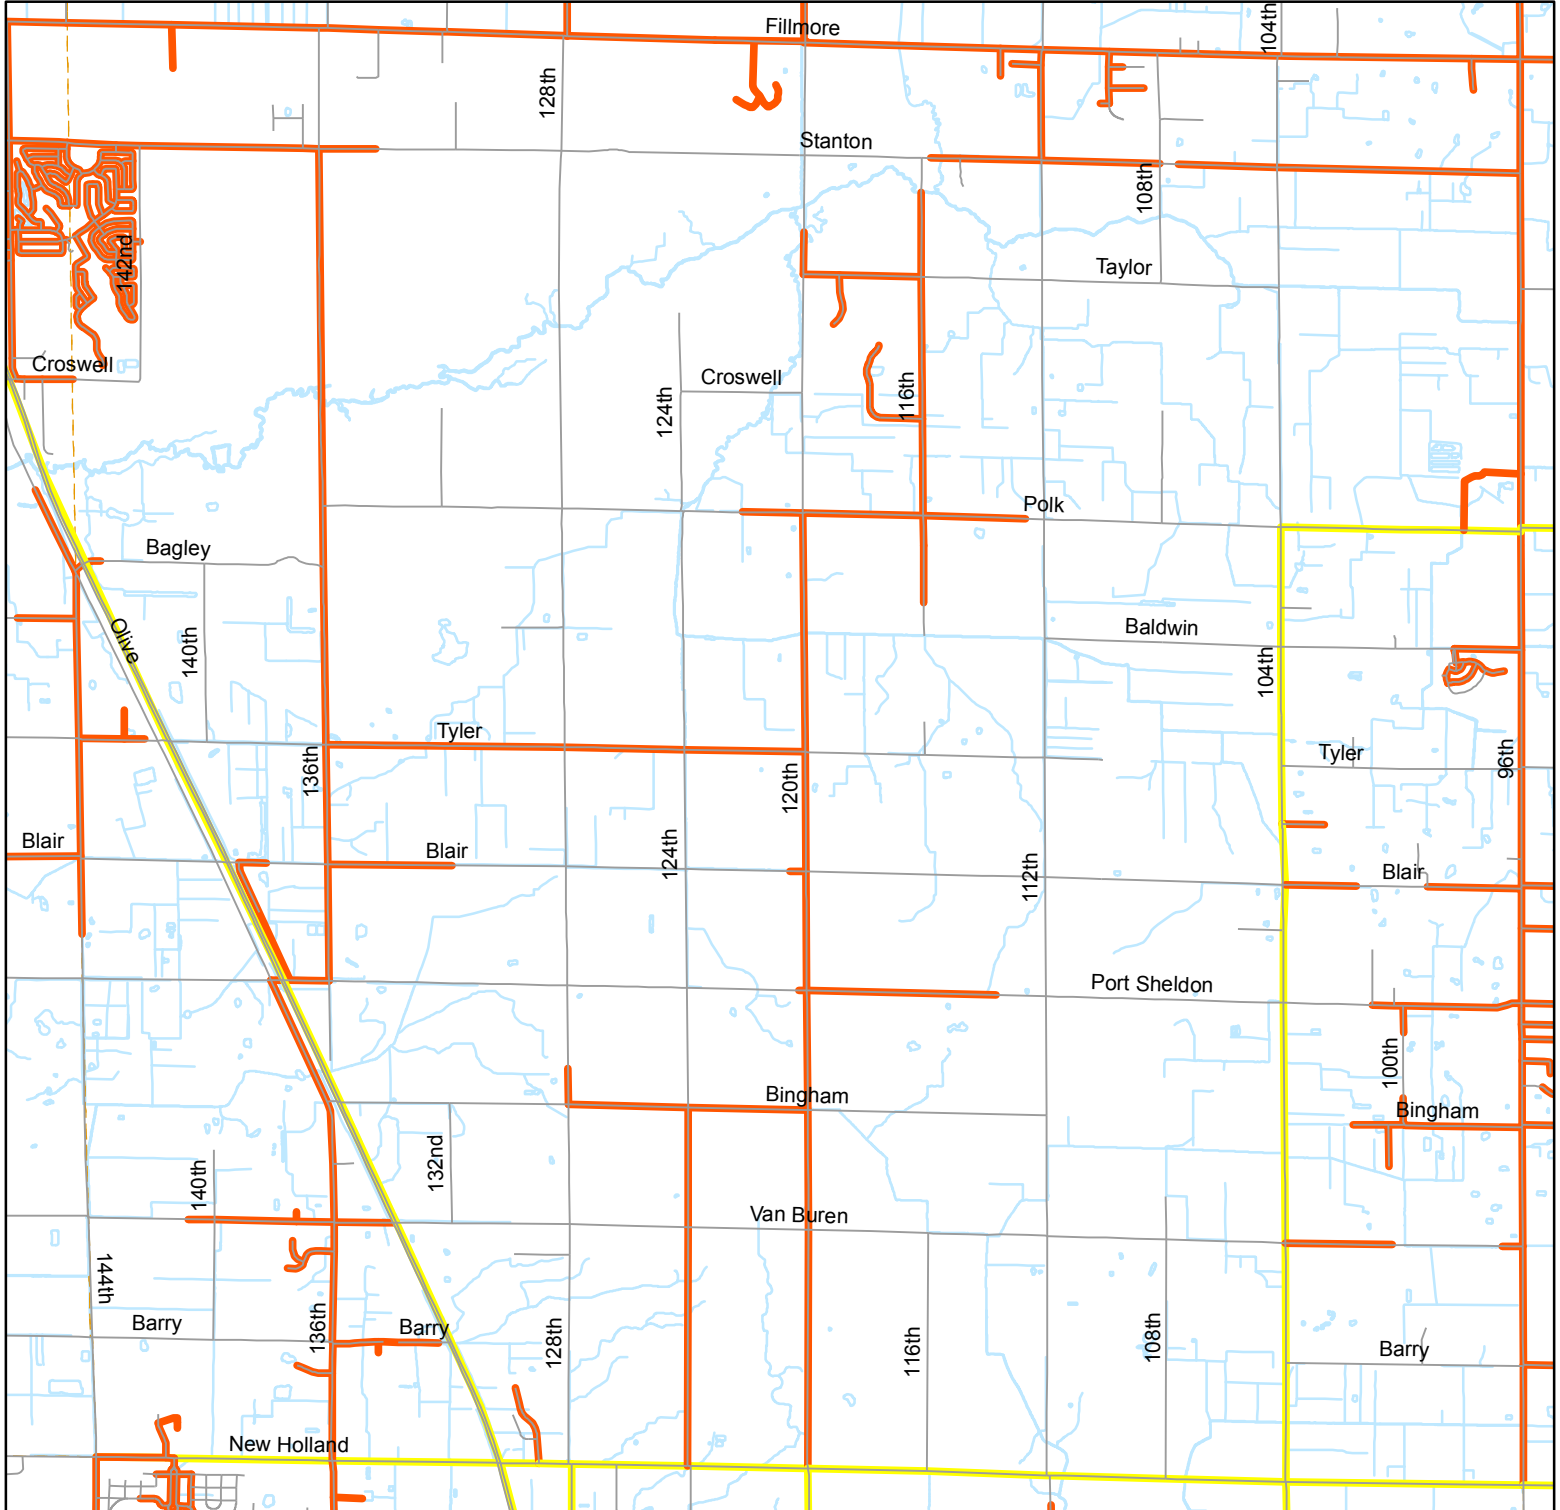 Fillmore
104th
128th
Stanton
108th
142nd
Taylor
Croswell
Croswell
124th
116th
Polk
Bagley
Olive
140th
Baldwin
104th
Tyler
136th
120th
Tyler
96th
Blair
Blair
124th
112th
Blair
Port Sheldon
100th
Bingham
Bingham
132nd
140th
Van Buren
144th
Barry
136th
Barry
128th
116th
108th
Barry
New Holland